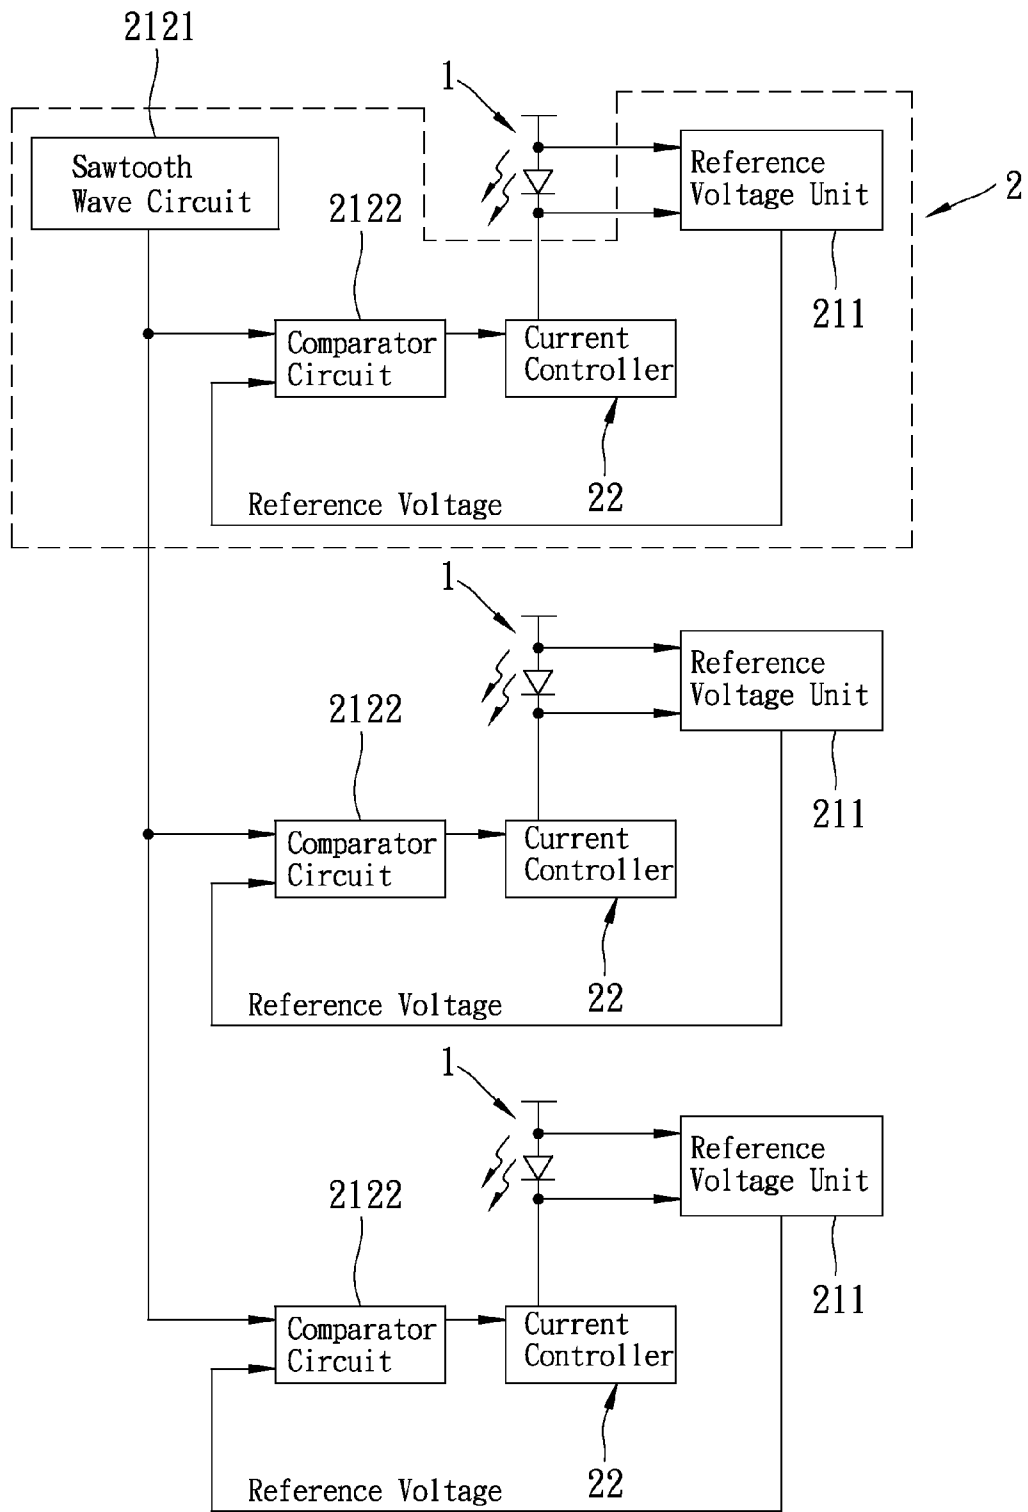 2121
1
Sawtooth
Wave Circuit
Reference
Voltage Unit
2
2122
211
Comparator
Circuit
Current
Controller
22
Reference Voltage
1
Reference
Voltage Unit
2122
211
Comparator
Circuit
Current
Controller
22
Reference Voltage
1
Reference
Voltage Unit
2122
211
Comparator
Circuit
Current
Controller
22
Reference Voltage